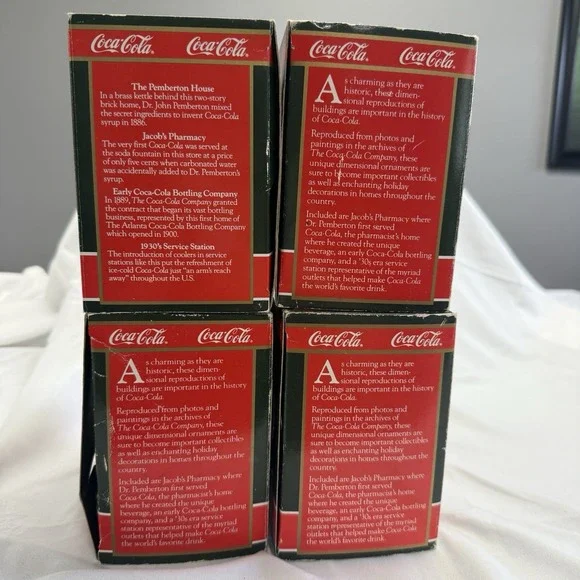 Coca-Cola Coca-Cola
The Pemberton House
In a brass kettle behind this two-story
brick home, Dr. John Pemberton mixed
the secret ingredients to invent Coca-Cola
syrup in 1886.
Jacob's Pharmacy
The very first Coca-Cola was served at
the soda fountain in this store at a price
of only five cents when carbonated water
was accidentally added to Dr. Pemberton's
syrup.
Early Coca-Cola Bottling Company
In 1889, The Coca-Cola Company granted
the contract that began its vast bottling
business, represented by this first home of
The Atlanta Coca-Cola Bottling Company
which opened in 1900.
1930's Service Station
The introduction of coolers in service
stations like this put the refreshment of
ice-cold Coca-Cola just "an arm's reach
away" throughout the U.S.
Coca-Cola Coca-Cola
As charming as they are
historic, these dimen-
sional reproductions of
buildings are important in the history
of Coca-Cola.
Reproduced from photos and
paintings in the archives of
The Coca-Cola Company, these
unique dimensional ornaments are
sure to become important collectibles
as well as enchanting holiday
decorations in homes throughout the
country.
Included are Jacob's Pharmacy where
Dr. Pemberton first served
Coca-Cola, the pharmacist's home
where he created the unique
beverage, an early Coca-Cola bottling
company, and a '30s era service
station representative of the myriad
outlets that helped make Coca-Cola
the world's favorite drink.
Coca-Cola Coca-Cola
As charming as they are
historic, these dimen-
sional reproductions of
buildings are important in the history
of Coca-Cola.
Reproduced from photos and
paintings in the archives of
The Coca-Cola Company, these
unique dimensional ornaments are
sure to become important collectibles
as well as enchanting holiday
decorations in homes throughout the
country.
Included are Jacob's Pharmacy where
Dr. Pemberton first served
Coca-Cola, the pharmacist's home
where he created the unique
beverage, an early Coca-Cola bottling
company, and a '30s era service
station representative of the myriad
outlets that helped make Coca-Cola
the world's favorite drink.
Coca-Cola Coca-Cola
As charming as they are
historic, these dimen-
sional reproductions of
buildings are important in the history
of Coca-Cola.
Reproduced from photos and
paintings in the archives of
The Coca-Cola Company, these
unique dimensional ornaments are
sure to become important collectibles
as well as enchanting holiday
decorations in homes throughout the
country.
Included are Jacob's Pharmacy where
Dr. Pemberton first served
Coca-Cola, the pharmacist's home
where he created the unique
beverage, an early Coca-Cola bottling
company, and a '30s era service
station representative of the myriad
outlets that helped make Coca-Cola
the world's favorite drink.